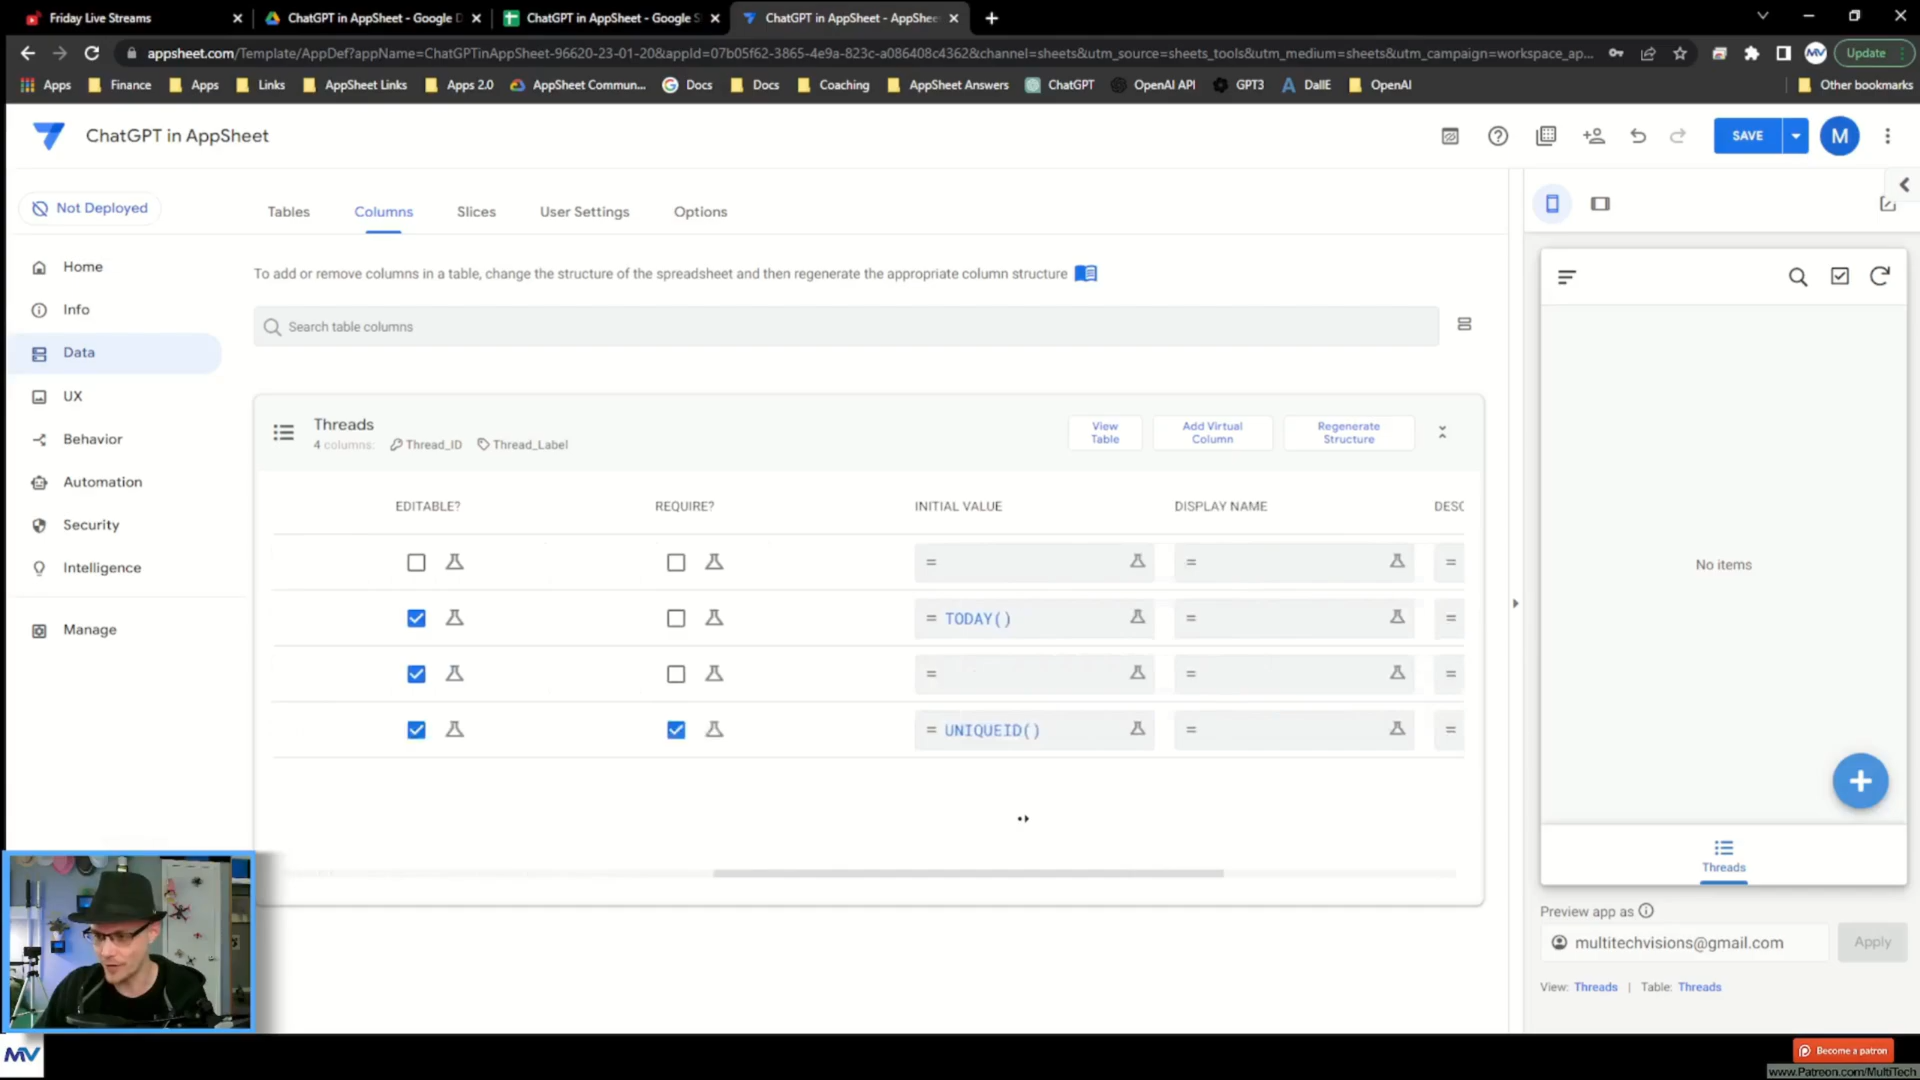 Friday Live Streams
ChatGPT in AppSheet - Google D
ChatGPT in AppSheet - Google S
ChatGPT in AppSheet - AppShee
appsheet.com/Template/AppDef?appName=ChatGPTinAppSheet-96620-23-01-20&appId=07b05f62-3865-4e9a-823c-a086408c4362&channel=sheets&utm_source=sheets_tools&utm_medium=sheets&utm_campaign=workspace_ap...
Update
Apps
Finance
Apps
Links
AppSheet Links
Apps 2.0
AppSheet Commun...
Docs
Docs
Coaching
AppSheet Answers
ChatGPT
OpenAI API
GPT3
DallE
OpenAI
Other bookmarks
ChatGPT in AppSheet
SAVE
M
Not Deployed
Tables
Columns
Slices
User Settings
Options
Home
Info
Data
UX
Behavior
Automation
Security
Intelligence
Manage
To add or remove columns in a table, change the structure of the spreadsheet and then regenerate the appropriate column structure
Search table columns
Threads
4 columns: Thread_ID Thread_Label
View
Table
Add Virtual
Column
Regenerate
Structure
EDITABLE?
REQUIRE?
INITIAL VALUE
DISPLAY NAME
DESC
=
=
=
= TODAY()
=
=
=
=
=
= UNIQUEID()
=
=
No items
Threads
Preview app as
multitechvisions@gmail.com
Apply
View: Threads | Table: Threads
MV
Become a patron
www.Patreon.com/MultiTech